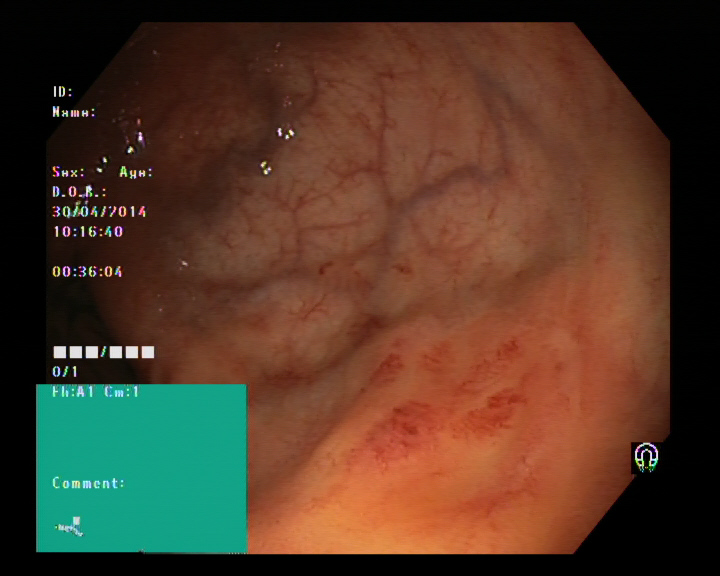 ID:
Name:
Sex: Age:
D.O.B.:
30/04/2014
10:16:40
00:36:04
■■■/■■■
0/1
Eh:A1 Cm:1
Comment: